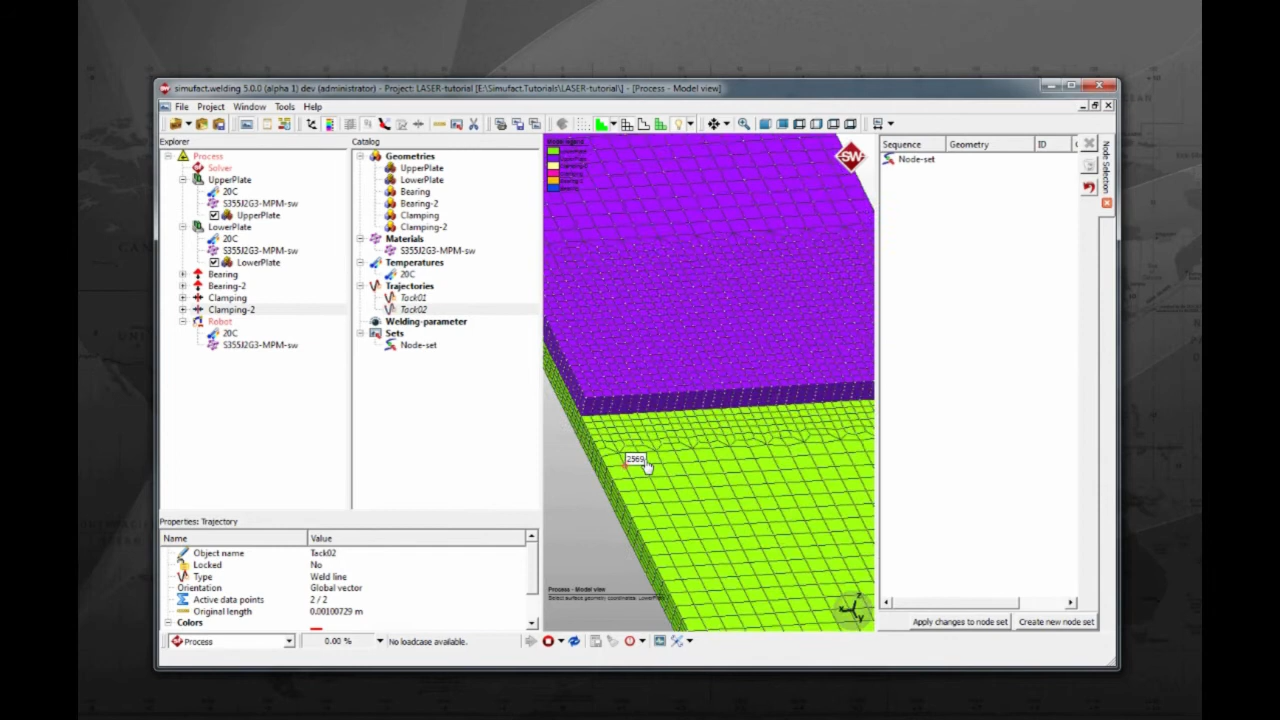 simufact.welding 5.0.0 (alpha 1) dev (administrator) - Project: LASER-tutorial [E:\Simufact.Tutorials\LASER-tutorial\] - [Process - Model view]
File Project Window Tools Help
Explorer
Process
Solver
UpperPlate
20C
S355J2G3-MPM-sw
UpperPlate
LowerPlate
20C
S355J2G3-MPM-sw
LowerPlate
Bearing
Bearing-2
Clamping
Clamping-2
Robot
20C
S355J2G3-MPM-sw
Catalog
Geometries
UpperPlate
LowerPlate
Bearing
Bearing-2
Clamping
Clamping-2
Materials
S355J2G3-MPM-sw
Temperatures
20C
Trajectories
Tack01
Tack02
Welding-parameter
Sets
Node-set
SW
2569
Process - Model view
z
y
Sequence Geometry ID
Node-set
Node Selection
Apply changes to node set Create new node set
Properties: Trajectory
Name Value
Object name Tack02
Locked No
Type Weld line
Orientation Global vector
Active data points 2 / 2
Original length 0.00100729 m
Colors
Process 0.00 % No loadcase available.